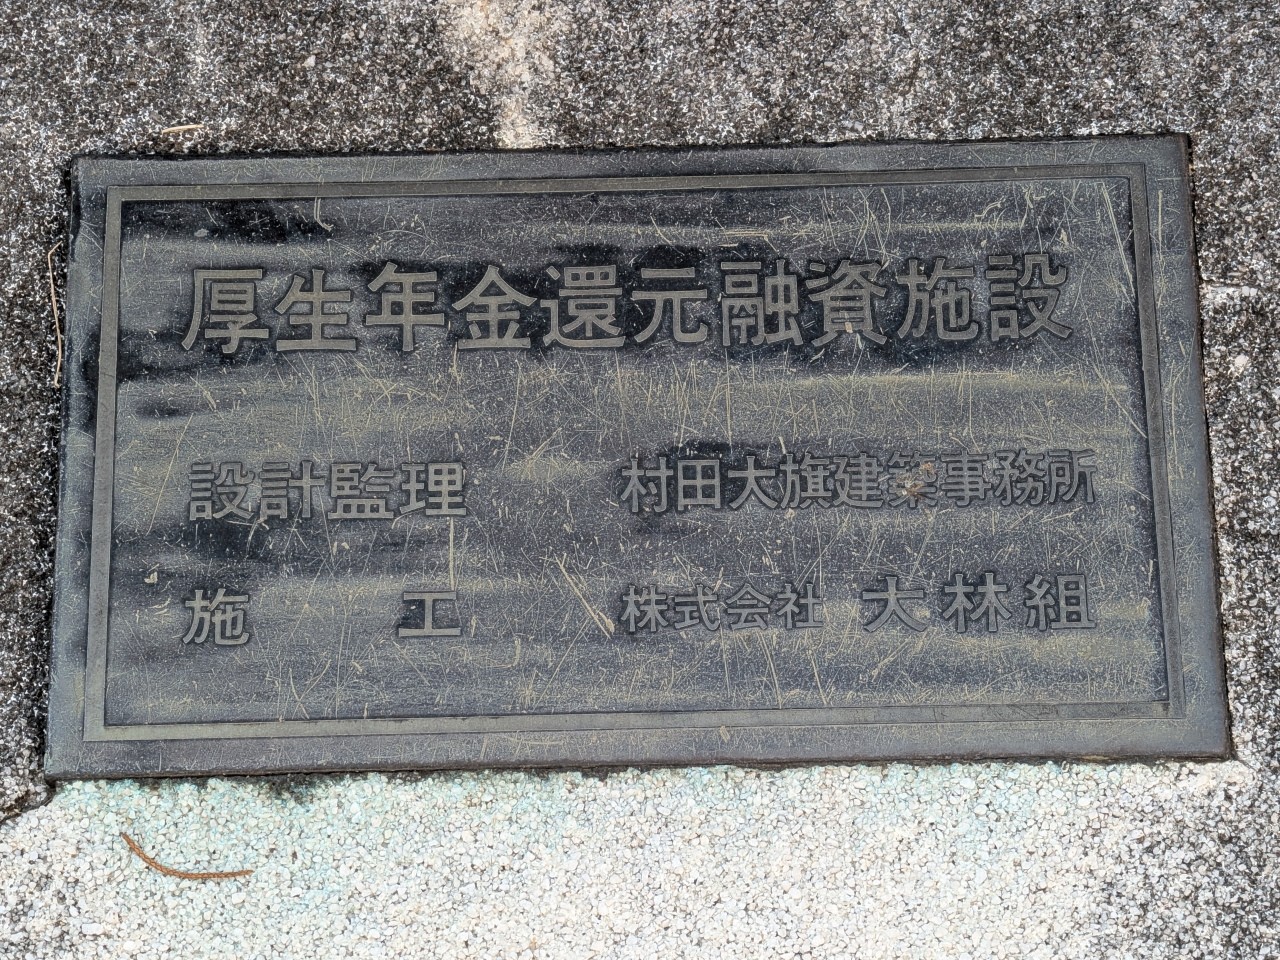 厚生年金還元融資施設
設計監理 村田大旗建築事務所
施工 株式会社 大林組